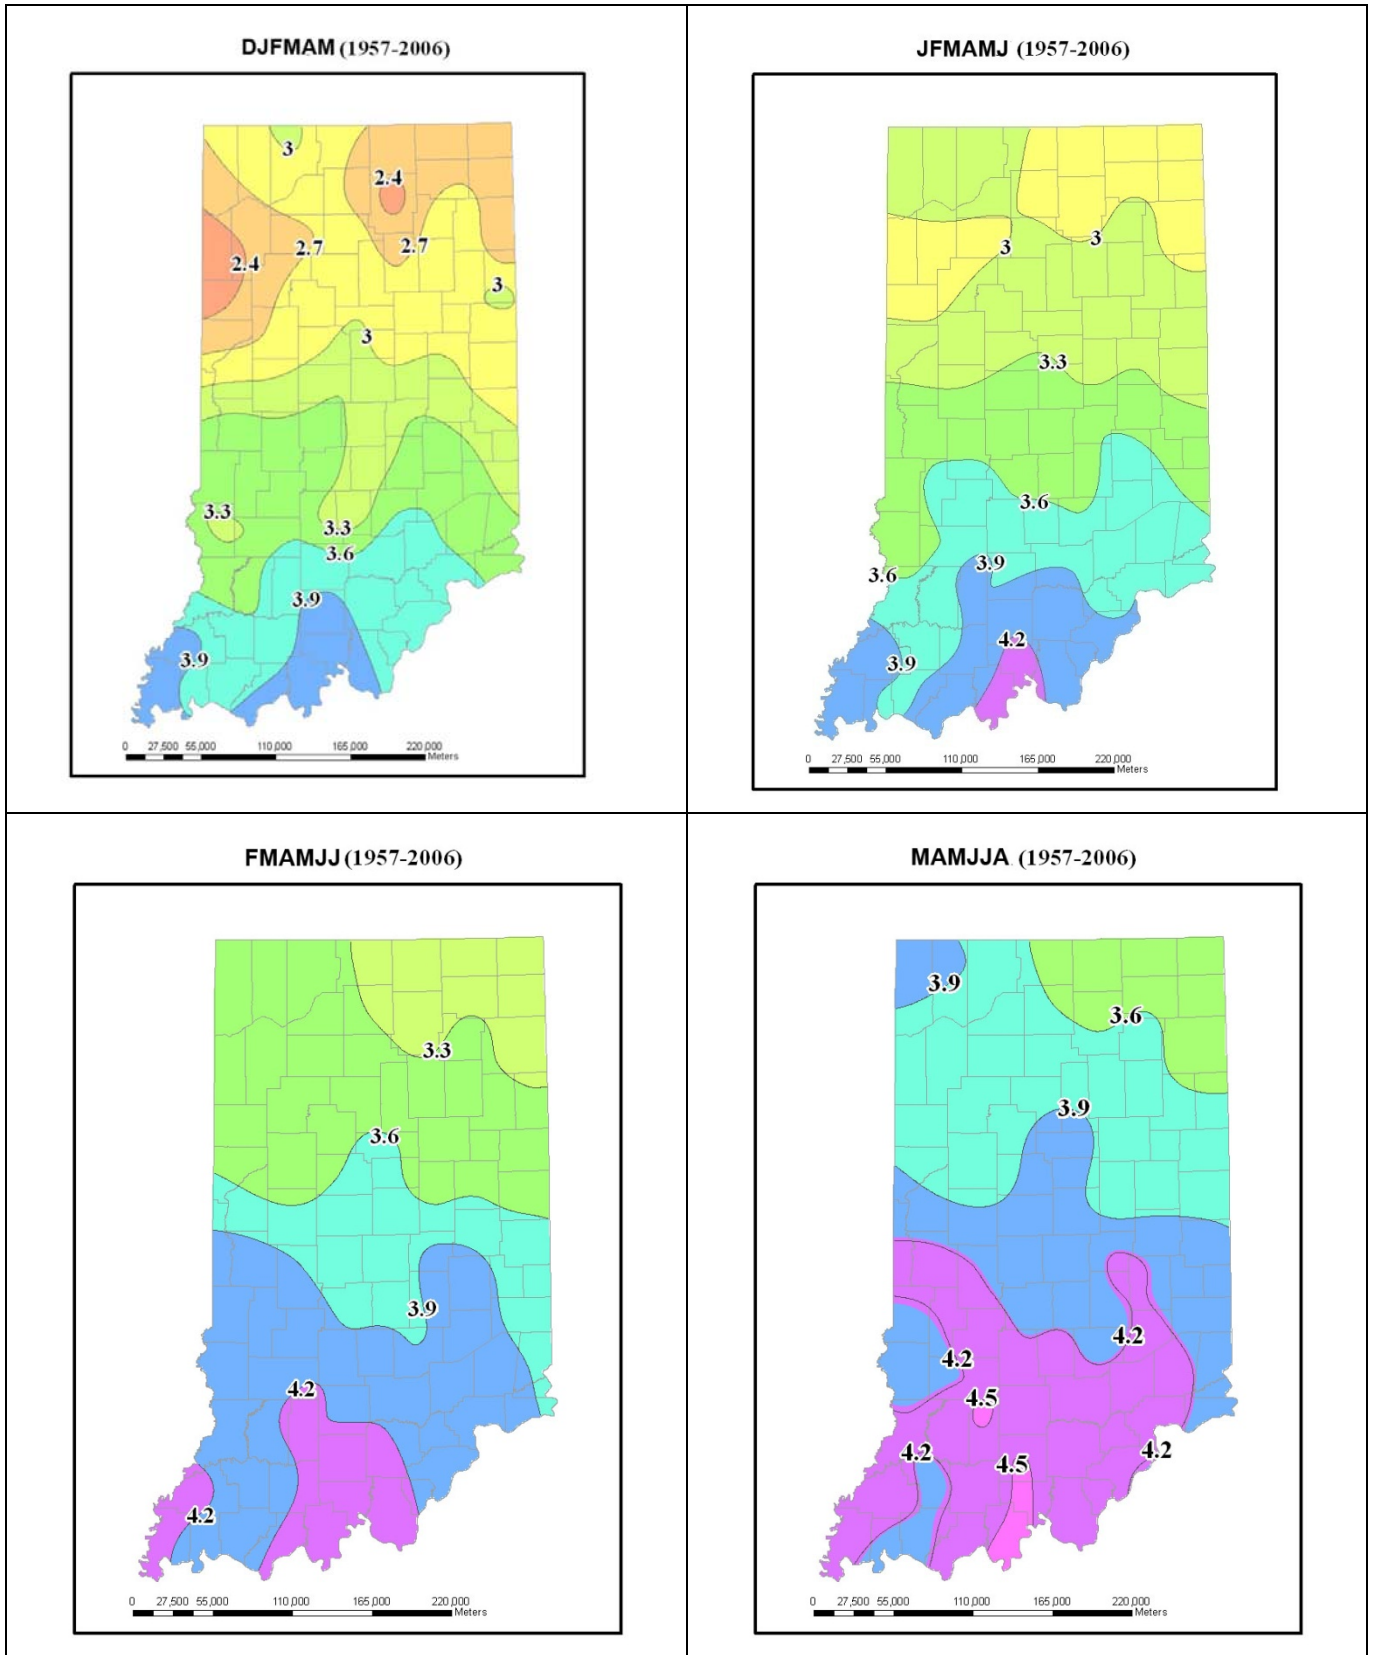 DJFMAM (1957-2006)
3
2.4
2.7
2.7
2.4
3
3
3.3
3.3
3.6
3.9
3.9
0 27,500 55,000 110,000 165,000 220,000
Meters
JFMAMJ (1957-2006)
3
3
3.3
3.6
3.9
3.6
4.2
3.9
0 27,500 55,000 110,000 165,000 220,000
Meters
FMAMJJ (1957-2006)
3.3
3.6
3.9
4.2
4.2
0 27,500 55,000 110,000 165,000 220,000
Meters
MAMJJA (1957-2006)
3.9
3.6
3.9
4.2
4.2
4.5
4.2
4.5
4.2
0 27,500 55,000 110,000 165,000 220,000
Meters